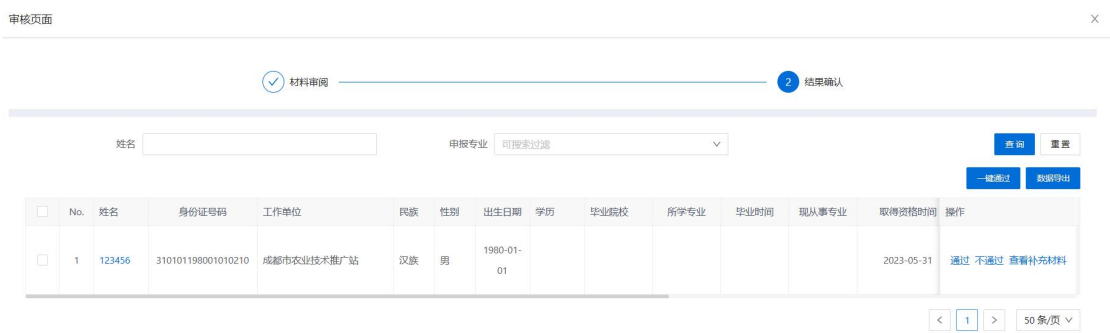 审核页面
材料审阅
2 结果确认
姓名 申报专业 可搜索过滤 查询 重置
一键通过 数据导出
No. 姓名 身份证号码 工作单位 民族 性别 出生日期 学历 毕业院校 所学专业 毕业时间 现从事专业 取得资格时间 操作
1 123456 310101198001010210 成都市农业技术推广站 汉族 男 1980-01-
01 2023-05-31 通过 不通过 查看补充材料
1 50 条/页